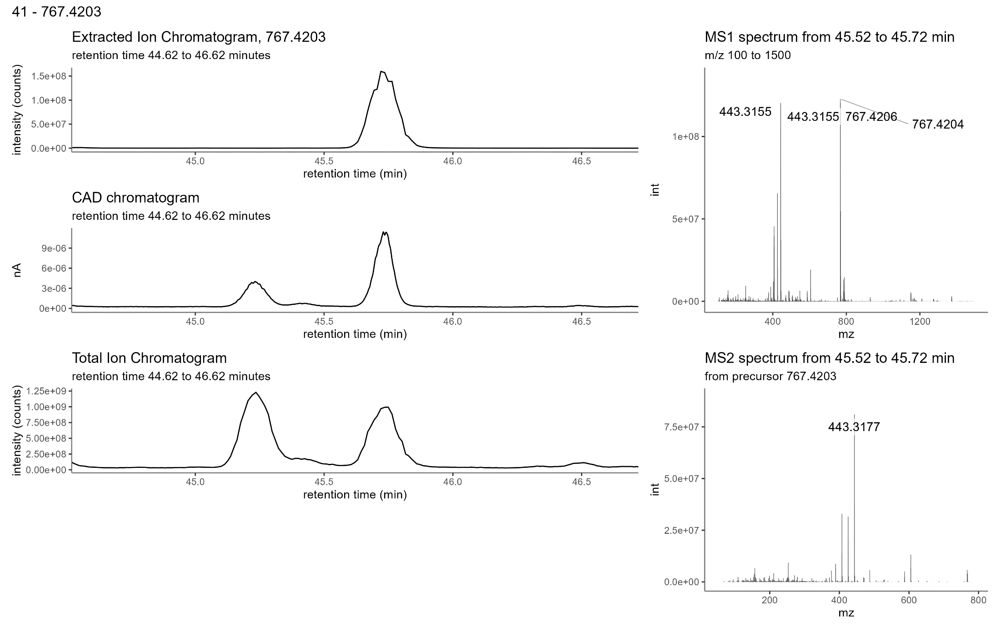 41 - 767.4203
Extracted Ion Chromatogram, 767.4203
retention time 44.62 to 46.62 minutes
intensity (counts)
1.5e+08
1.0e+08
5.0e+07
0.0e+00
45.0 45.5 46.0 46.5
retention time (min)
CAD chromatogram
retention time 44.62 to 46.62 minutes
nA
9e-06
6e-06
3e-06
0e+00
45.0 45.5 46.0 46.5
retention time (min)
Total Ion Chromatogram
retention time 44.62 to 46.62 minutes
intensity (counts)
1.25e+09
1.00e+09
7.50e+08
5.00e+08
2.50e+08
0.00e+00
45.0 45.5 46.0 46.5
retention time (min)
MS1 spectrum from 45.52 to 45.72 min
m/z 100 to 1500
int
443.3155 443.3155 767.4206 767.4204
1e+08
5e+07
0e+00
400 800 1200
mz
MS2 spectrum from 45.52 to 45.72 min
from precursor 767.4203
int
443.3177
7.5e+07
5.0e+07
2.5e+07
0.0e+00
200 400 600 800
mz